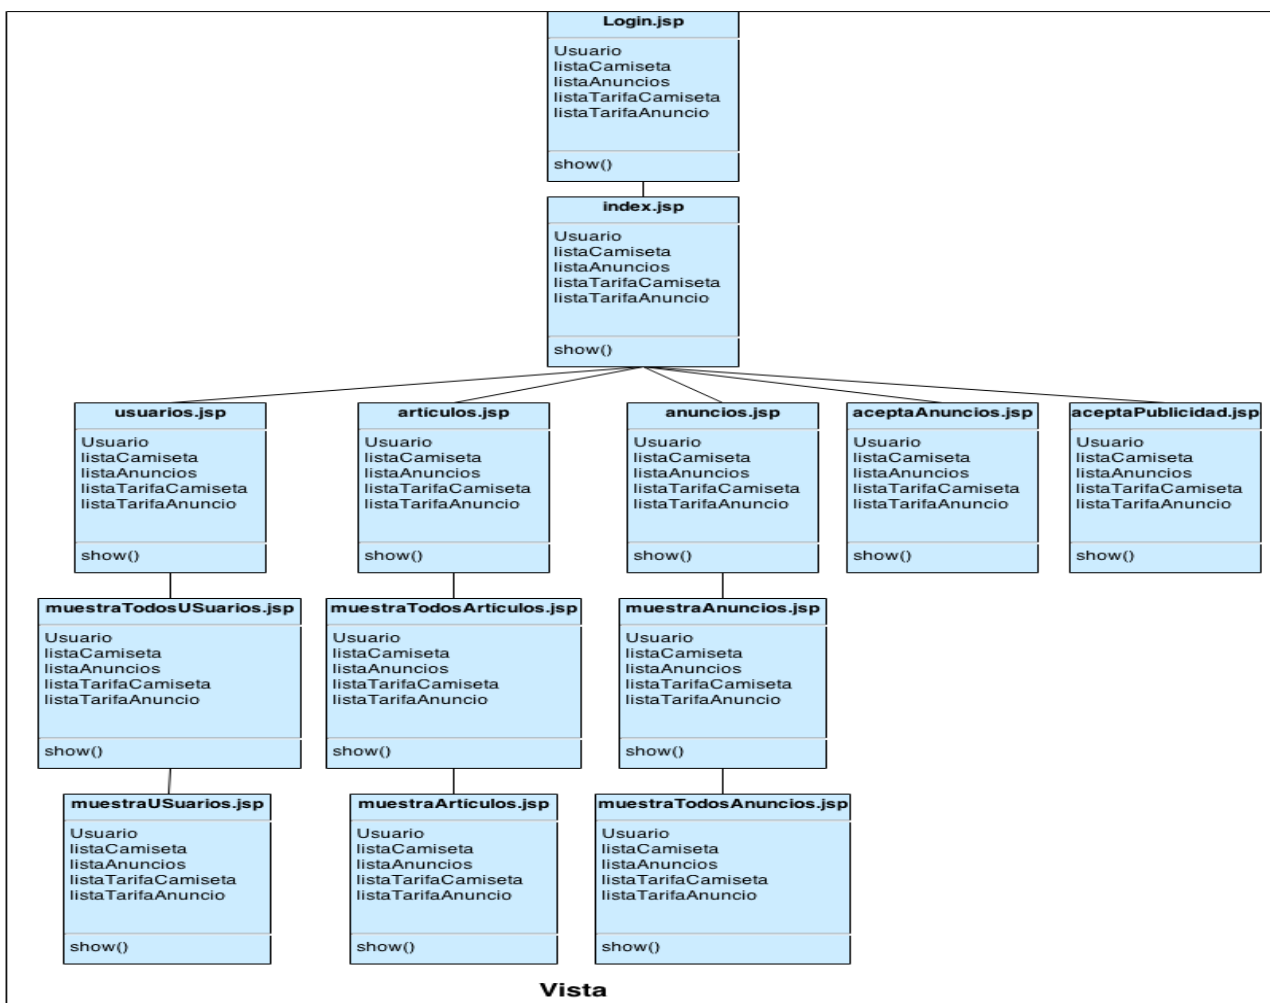 Login.jsp
Usuario
listaCamiseta
listaAnuncios
listaTarifaCamiseta
listaTarifaAnuncio
show()
index.jsp
Usuario
listaCamiseta
listaAnuncios
listaTarifaCamiseta
listaTarifaAnuncio
show()
usuarios.jsp
Usuario
listaCamiseta
listaAnuncios
listaTarifaCamiseta
listaTarifaAnuncio
show()
artículos.jsp
Usuario
listaCamiseta
listaAnuncios
listaTarifaCamiseta
listaTarifaAnuncio
show()
anuncios.jsp
Usuario
listaCamiseta
listaAnuncios
listaTarifaCamiseta
listaTarifaAnuncio
show()
aceptaAnuncios.jsp
Usuario
listaCamiseta
listaAnuncios
listaTarifaCamiseta
listaTarifaAnuncio
show()
aceptaPublicidad.jsp
Usuario
listaCamiseta
listaAnuncios
listaTarifaCamiseta
listaTarifaAnuncio
show()
muestraTodosUSuarios.jsp
Usuario
listaCamiseta
listaAnuncios
listaTarifaCamiseta
listaTarifaAnuncio
show()
muestraTodosArtículos.jsp
Usuario
listaCamiseta
listaAnuncios
listaTarifaCamiseta
listaTarifaAnuncio
show()
muestraAnuncios.jsp
Usuario
listaCamiseta
listaAnuncios
listaTarifaCamiseta
listaTarifaAnuncio
show()
muestraUSuarios.jsp
Usuario
listaCamiseta
listaAnuncios
listaTarifaCamiseta
listaTarifaAnuncio
show()
muestraArtículos.jsp
Usuario
listaCamiseta
listaAnuncios
listaTarifaCamiseta
listaTarifaAnuncio
show()
muestraTodosAnuncios.jsp
Usuario
listaCamiseta
listaAnuncios
listaTarifaCamiseta
listaTarifaAnuncio
show()
Vista